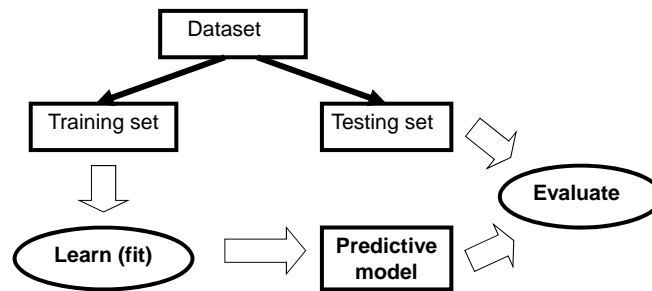 Dataset
Training set
Testing set
Evaluate
Learn (fit)
Predictive
model